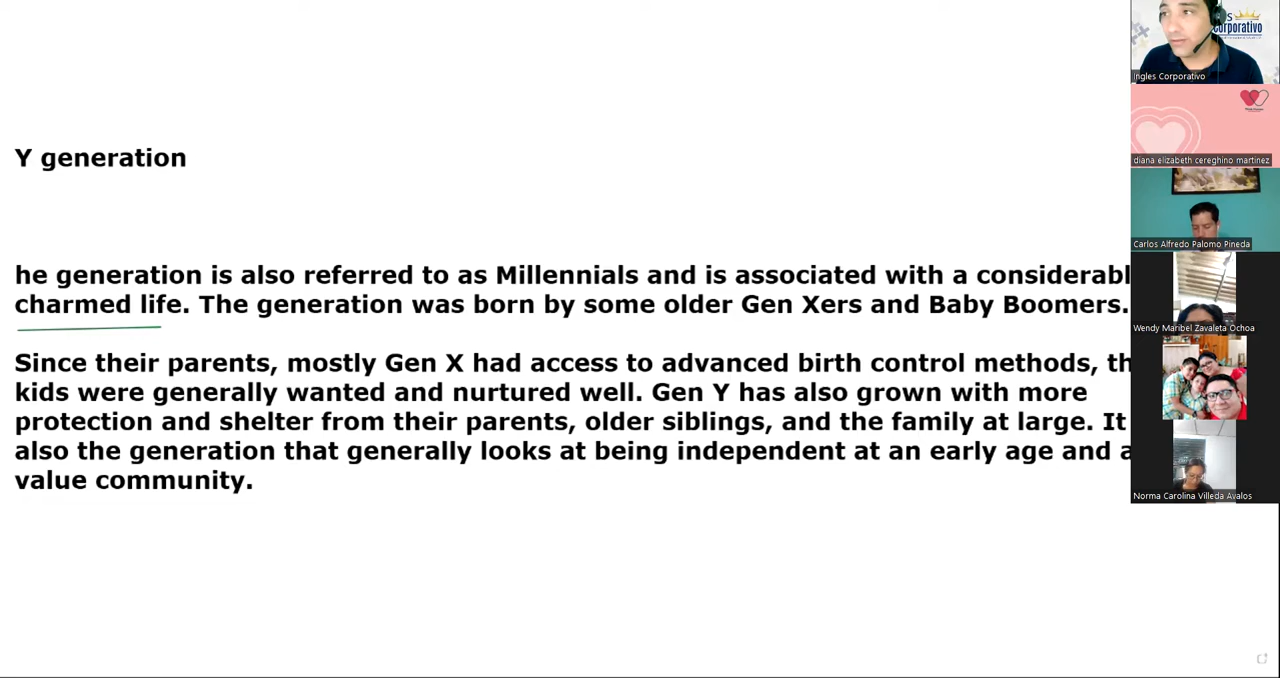 Y generation
he generation is also referred to as Millennials and is associated with a
charmed life. The generation was born by some older Gen Xers and Baby Boomers.
Since their parents, mostly Gen X had access to advanced birth control methods,
kids were generally wanted and nurtured well. Gen Y has also grown with more
protection and shelter from their parents, older siblings, and the family at large. It
also the generation that generally looks at being independent at an early age and
value community.
corporativo
Ingles Corporativo
diana elizabeth cereghino martinez
Carlos Alfredo Palomo Pineda
Wendy Maribel Zavaleta Ochoa
Norma Carolina Villeda Avalos